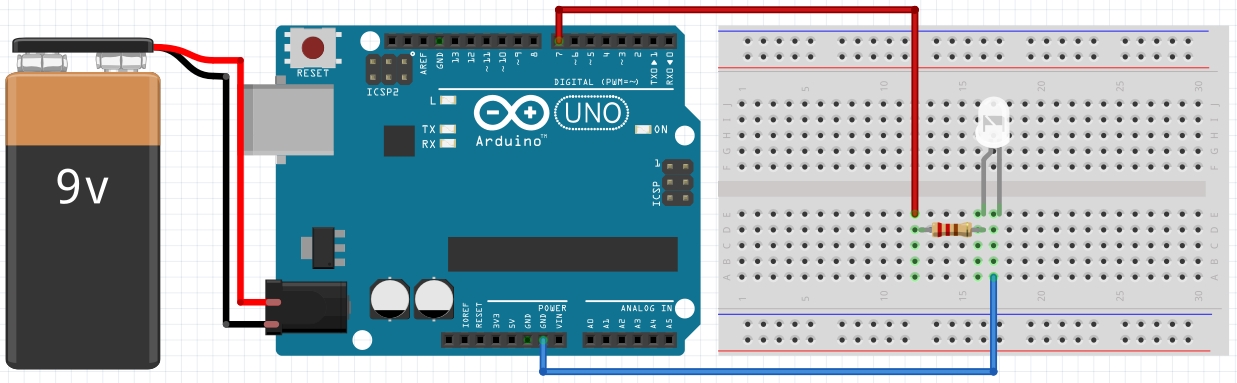 9v
RESET
ICSP2
AREF
GND
13
12
~11
~10
~9
8
7
~6
~5
4
~3
2
TX0▶1
RX0◀0
DIGITAL (PWM=~)
L
TX
RX
UNO
Arduino™
ON
1
ICSP
POWER
IOREF
RESET
3V3
5V
GND
GND
VIN
ANALOG IN
A0
A1
A2
A3
A4
A5
1 5 10 15 20 25 30
J J
I I
H H
G G
F F
E E
D D
C C
B B
A A
1 5 10 15 20 25 30